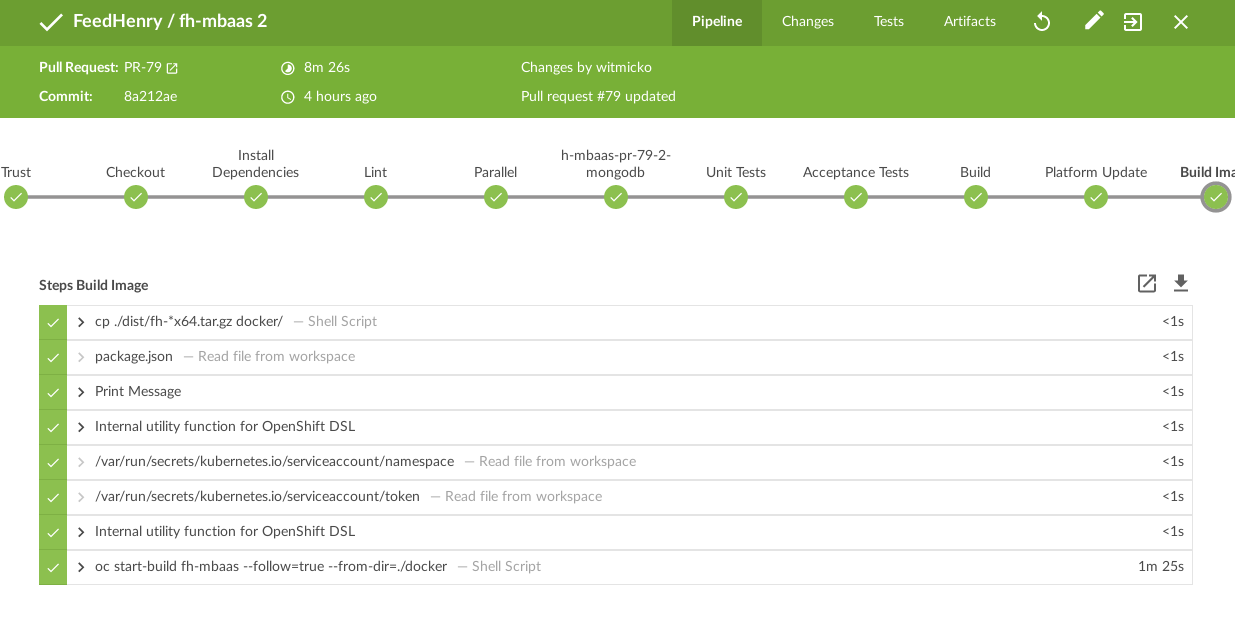 FeedHenry / fh-mbaas 2
Pipeline
Changes
Tests
Artifacts
Pull Request: PR-79
8m 26s
Changes by witmicko
Commit: 8a212ae
4 hours ago
Pull request #79 updated
Trust
Checkout
Install
Dependencies
Lint
Parallel
h-mbaas-pr-79-2-
mongodb
Unit Tests
Acceptance Tests
Build
Platform Update
Build Ima
Steps Build Image
cp ./dist/fh-*x64.tar.gz docker/ — Shell Script <1s
package.json — Read file from workspace <1s
Print Message <1s
Internal utility function for OpenShift DSL <1s
/var/run/secrets/kubernetes.io/serviceaccount/namespace — Read file from workspace <1s
/var/run/secrets/kubernetes.io/serviceaccount/token — Read file from workspace <1s
Internal utility function for OpenShift DSL <1s
oc start-build fh-mbaas --follow=true --from-dir=./docker — Shell Script 1m 25s